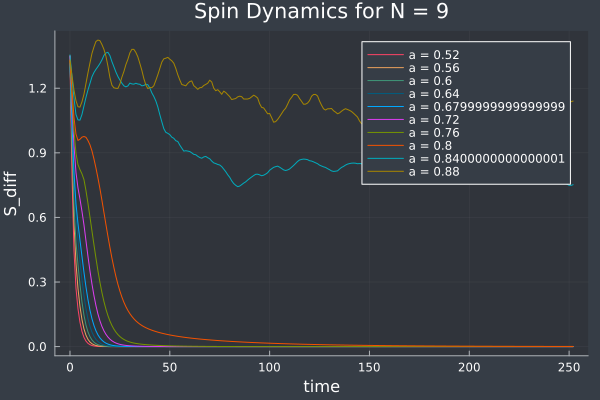 Spin Dynamics for N = 9
a = 0.52
a = 0.56
a = 0.6
a = 0.64
a = 0.6799999999999999
a = 0.72
a = 0.76
a = 0.8
a = 0.8400000000000001
a = 0.88
S_diff
1.2
0.9
0.6
0.3
0.0
0 50 100 150 200 250
time